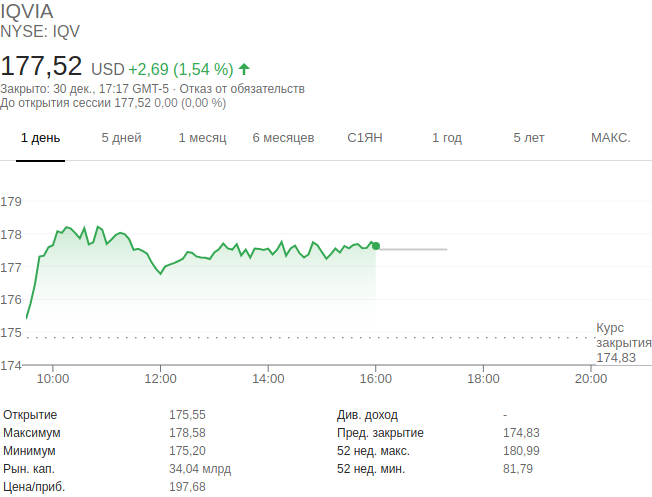 IQVIA
NYSE: IQV
177,52 USD +2,69 (1,54 %)
Закрыто: 30 дек., 17:17 GMT-5 · Отказ от обязательств
До открытия сессии 177,52 0,00 (0,00 %)
1 день 5 дней 1 месяц 6 месяцев С1ЯН 1 год 5 лет МАКС.
179
178
177
176
175
174
Курс
закрытия
174,83
10:00 12:00 14:00 16:00 18:00 20:00
Открытие 175,55 Див. доход -
Максимум 178,58 Пред. закрытие 174,83
Минимум 175,20 52 нед. макс. 180,99
Рын. кап. 34,04 млрд 52 нед. мин. 81,79
Цена/приб. 197,68